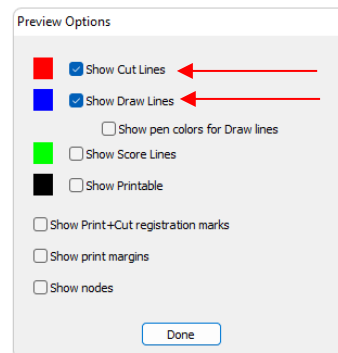 Preview Options
Show Cut Lines
Show Draw Lines
Show pen colors for Draw lines
Show Score Lines
Show Printable
Show Print+Cut registration marks
Show print margins
Show nodes
Done